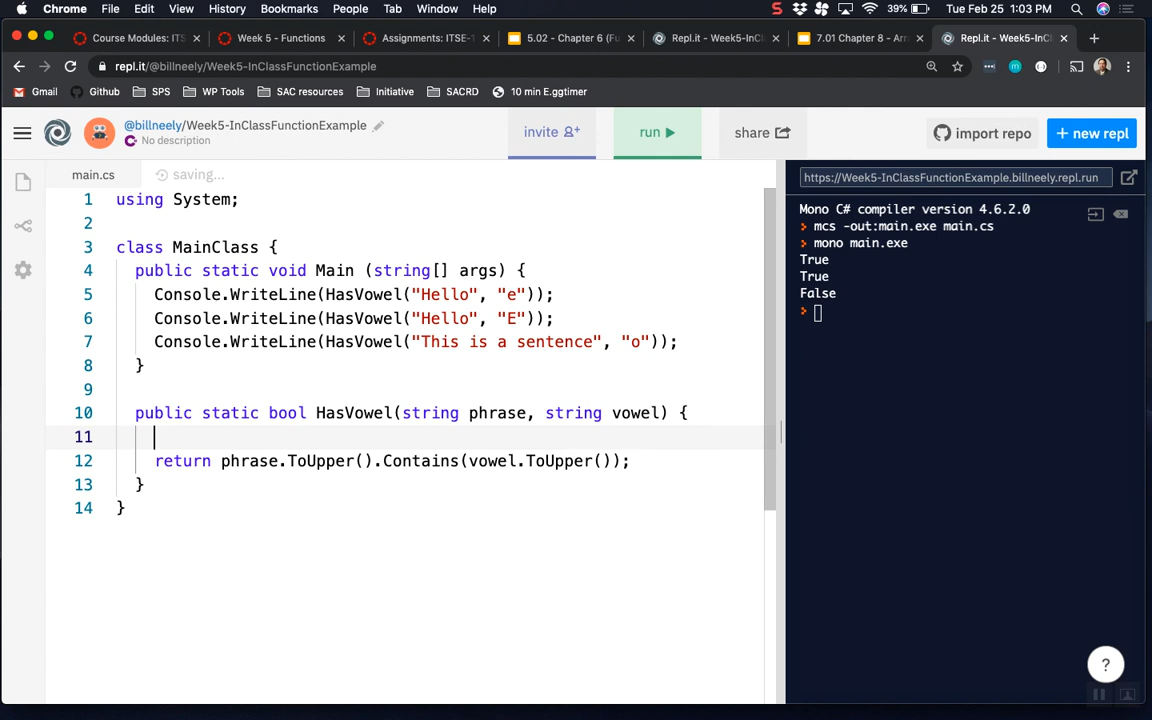 Chrome File Edit View History Bookmarks People Tab Window Help 39% Tue Feb 25 1:03 PM
Course Modules: ITS Week 5 - Functions Assignments: ITSE-1 5.02 - Chapter 6 (Fu Repl.it - Week5-InCl 7.01 Chapter 8 - Arra Repl.it - Week5-InCl
repl.it/@billneely/Week5-InClassFunctionExample
Gmail Github SPS WP Tools SAC resources Initiative SACRD 10 min E.ggtimer
@billneely/Week5-InClassFunctionExample
No description
invite run share import repo + new repl
main.cs saving...
https://Week5-InClassFunctionExample.billneely.repl.run
1 using System;
2
3 class MainClass {
4 public static void Main (string[] args) {
5 Console.WriteLine(HasVowel("Hello", "e"));
6 Console.WriteLine(HasVowel("Hello", "E"));
7 Console.WriteLine(HasVowel("This is a sentence", "o"));
8 }
9
10 public static bool HasVowel(string phrase, string vowel) {
11
12 return phrase.ToUpper().Contains(vowel.ToUpper());
13 }
14 }
Mono C# compiler version 4.6.2.0
mcs -out:main.exe main.cs
mono main.exe
True
True
False
?